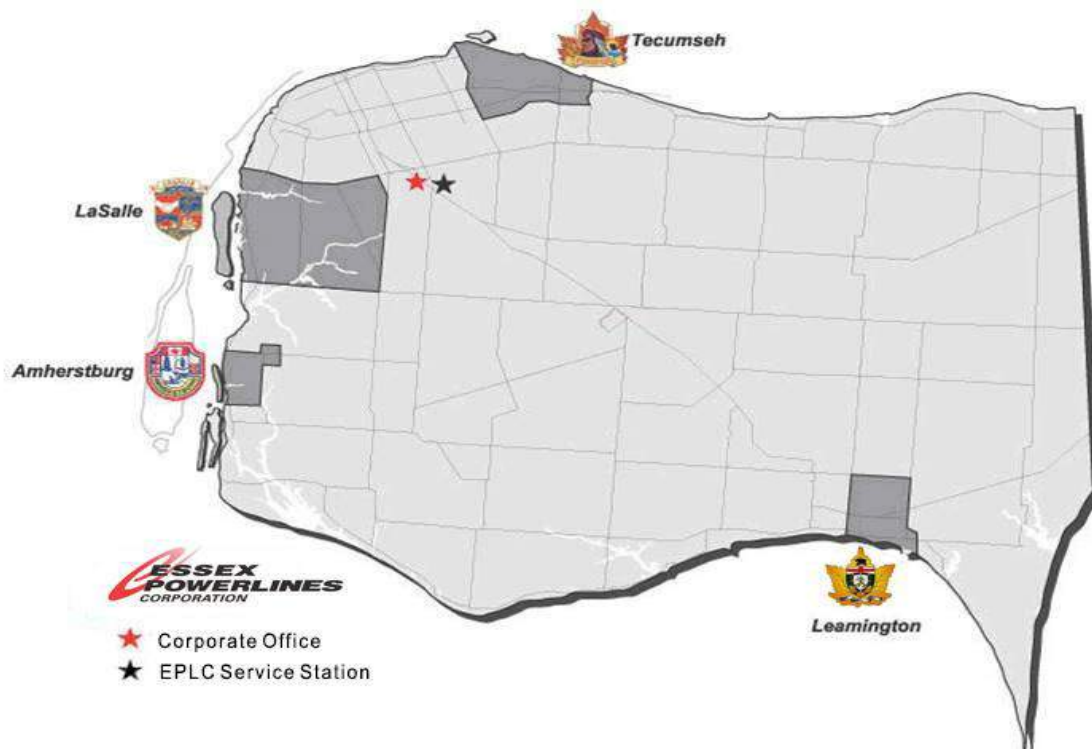 Tecumseh
LaSalle
Amherstburg
ESSEX
POWERLINES
CORPORATION
Leamington
Corporate Office
EPLC Service Station